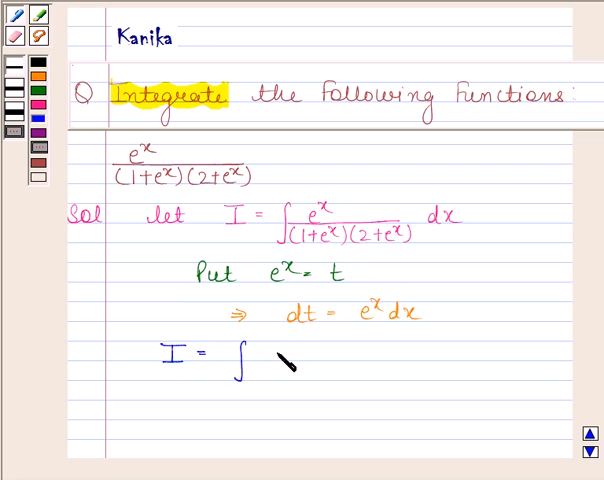 Kanika
Q Integrate the Following Functions:
e^x / (1+e^x)(2+e^x)
Sol let I = ∫ e^x / (1+e^x)(2+e^x) dx
Put e^x = t
⇒ dt = e^x dx
I = ∫